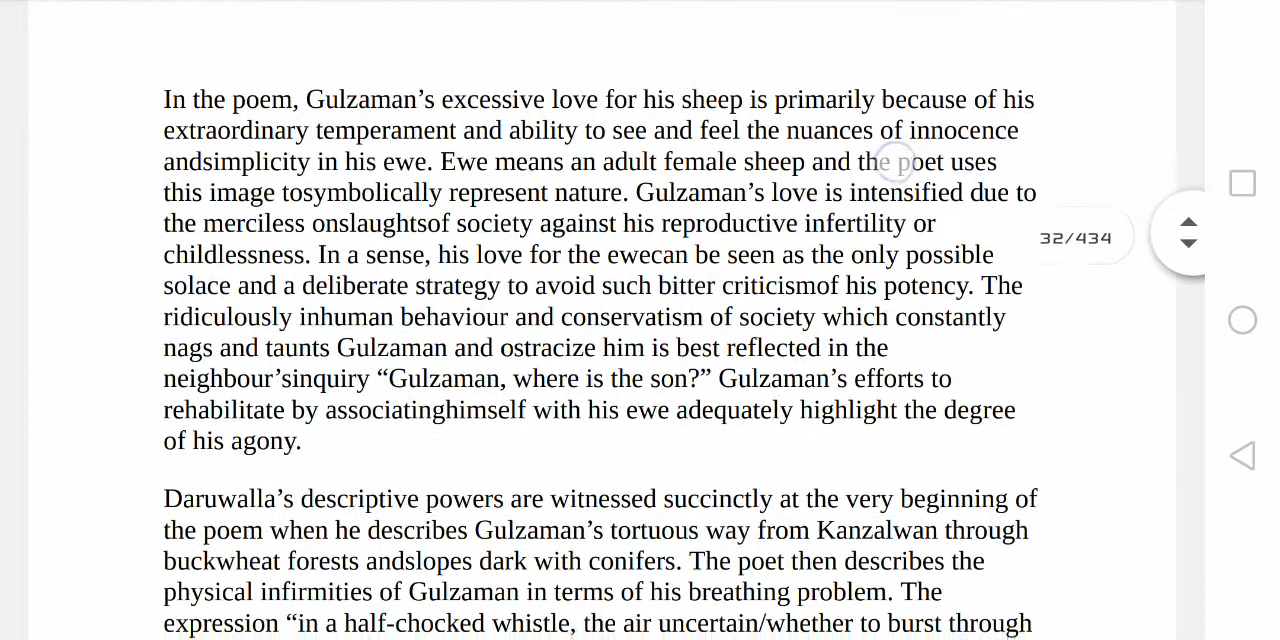 In the poem, Gulzaman’s excessive love for his sheep is primarily because of his
extraordinary temperament and ability to see and feel the nuances of innocence
andsimplicity in his ewe. Ewe means an adult female sheep and the poet uses
this image tosymbolically represent nature. Gulzaman’s love is intensified due to
the merciless onslaughtsof society against his reproductive infertility or
childlessness. In a sense, his love for the ewecan be seen as the only possible
solace and a deliberate strategy to avoid such bitter criticismof his potency. The
ridiculously inhuman behaviour and conservatism of society which constantly
nags and taunts Gulzaman and ostracize him is best reflected in the
neighbour’sinquiry “Gulzaman, where is the son?” Gulzaman’s efforts to
rehabilitate by associatinghimself with his ewe adequately highlight the degree
of his agony.
32/434
Daruwalla’s descriptive powers are witnessed succinctly at the very beginning of
the poem when he describes Gulzaman’s tortuous way from Kanzalwan through
buckwheat forests andslopes dark with conifers. The poet then describes the
physical infirmities of Gulzaman in terms of his breathing problem. The
expression “in a half-chocked whistle, the air uncertain/whether to burst through